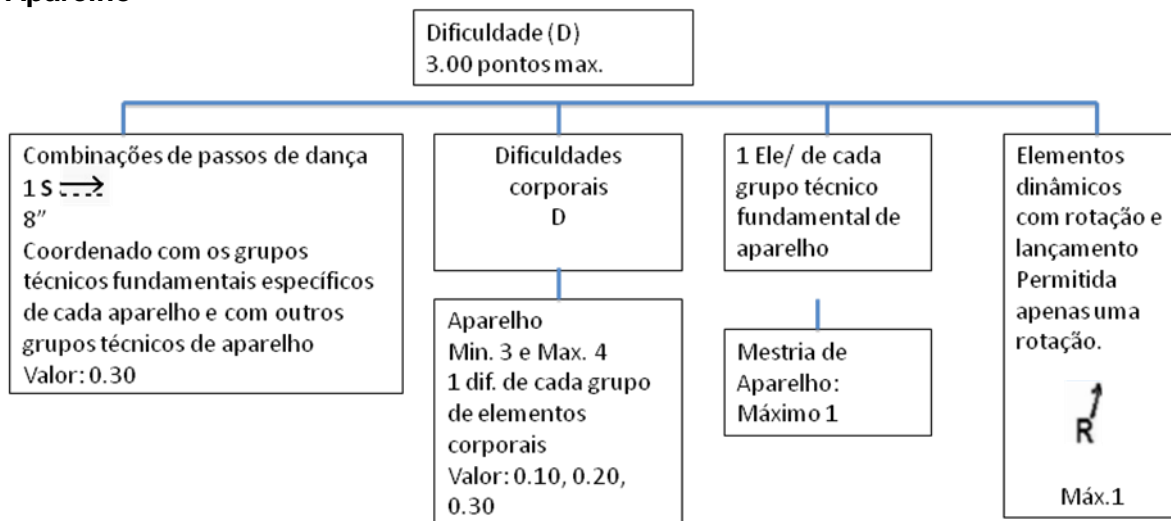 Aparelho
Dificuldade (D)
3.00 pontos max.
Combinações de passos de dança
1 S
8”
Coordenado com os grupos
técnicos fundamentais específicos
de cada aparelho e com outros
grupos técnicos de aparelho
Valor: 0.30
Dificuldades
corporais
D
Aparelho
Min. 3 e Max. 4
1 dif. de cada grupo
de elementos
corporais
Valor: 0.10, 0.20,
0.30
1 Ele/ de cada
grupo técnico
fundamental de
aparelho
Mestria de
Aparelho:
Máximo 1
Elementos
dinâmicos
com rotação e
lançamento
Permitida
apenas uma
rotação.
R
Máx.1